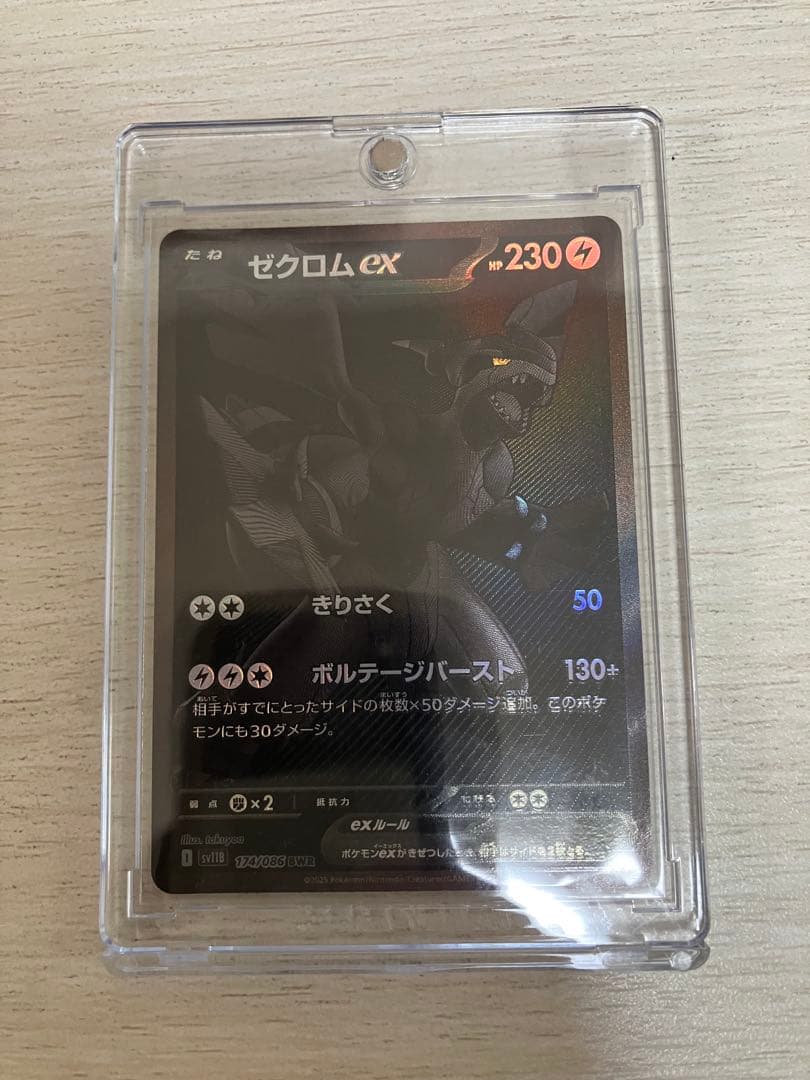 たね ゼクロムex HP230
きりさく 50
ボルテージバースト 130+
相手がすでにとったサイドの枚数×50ダメージ追加。このポケ
モンにも30ダメージ。
弱点 ×2 抵抗力 にげる
exルール
ポケモンexがきぜつしたとき、相手はサイドを2枚とる。
Illus. takuyoa
I sv11B 174/086 BWR
©2025 Pokémon/Nintendo/Creatures/GAME